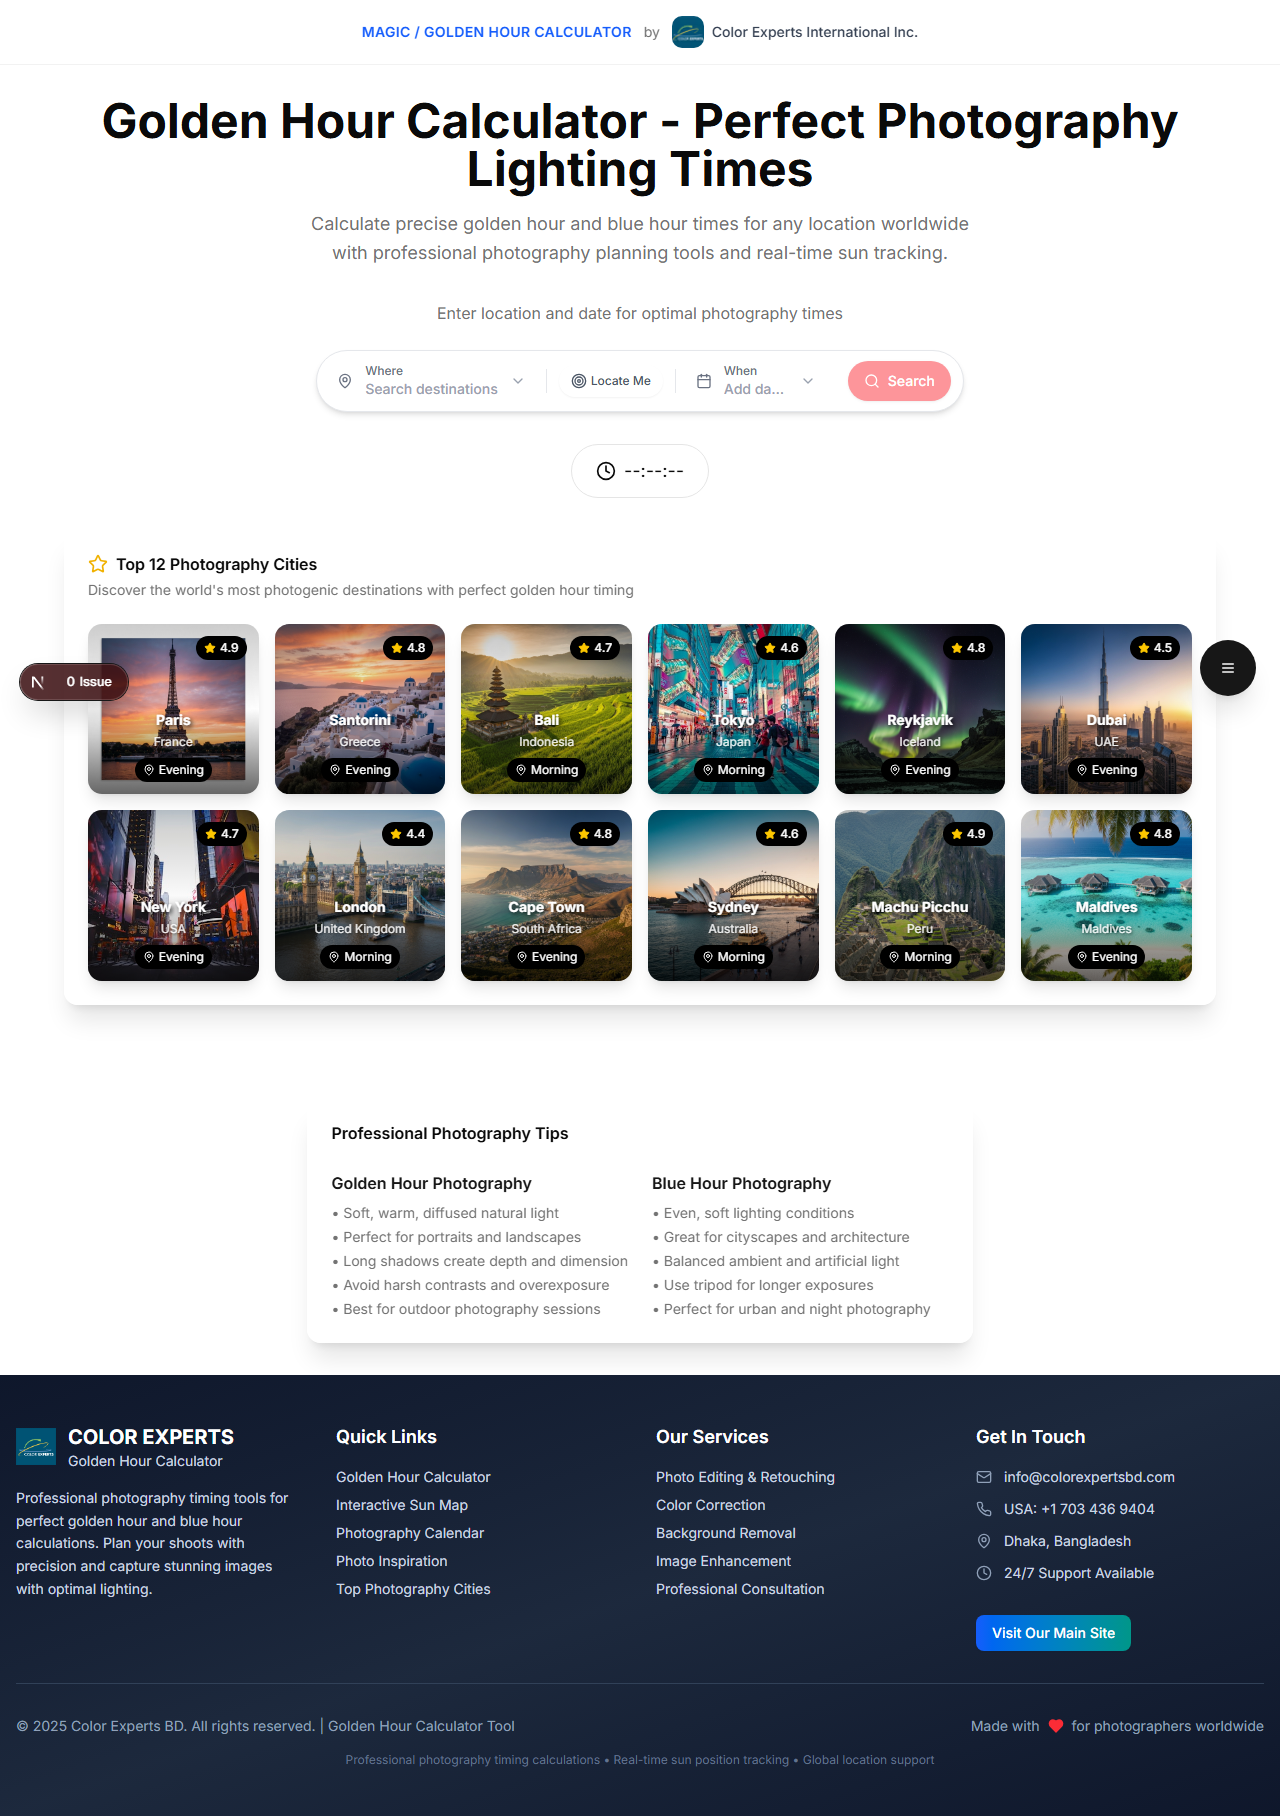 MAGIC / GOLDEN HOUR CALCULATOR by Color Experts International Inc.
Golden Hour Calculator - Perfect Photography
Lighting Times
Calculate precise golden hour and blue hour times for any location worldwide
with professional photography planning tools and real-time sun tracking.
Enter location and date for optimal photography times
Where
Search destinations
Locate Me
When
Add da...
Search
--:--:--
Top 12 Photography Cities
Discover the world's most photogenic destinations with perfect golden hour timing
4.9
Paris
France
Evening
4.8
Santorini
Greece
Evening
4.7
Bali
Indonesia
Morning
4.6
Tokyo
Japan
Morning
4.8
Reykjavik
Iceland
Evening
4.5
Dubai
UAE
Evening
N 0 Issue
4.7
New York
USA
Evening
4.4
London
United Kingdom
Morning
4.8
Cape Town
South Africa
Evening
4.6
Sydney
Australia
Morning
4.9
Machu Picchu
Peru
Morning
4.8
Maldives
Maldives
Evening
Professional Photography Tips
Golden Hour Photography
• Soft, warm, diffused natural light
• Perfect for portraits and landscapes
• Long shadows create depth and dimension
• Avoid harsh contrasts and overexposure
• Best for outdoor photography sessions
Blue Hour Photography
• Even, soft lighting conditions
• Great for cityscapes and architecture
• Balanced ambient and artificial light
• Use tripod for longer exposures
• Perfect for urban and night photography
COLOR EXPERTS
COLOR EXPERTS
Golden Hour Calculator
Professional photography timing tools for
perfect golden hour and blue hour
calculations. Plan your shoots with
precision and capture stunning images
with optimal lighting.
Quick Links
Golden Hour Calculator
Interactive Sun Map
Photography Calendar
Photo Inspiration
Top Photography Cities
Our Services
Photo Editing & Retouching
Color Correction
Background Removal
Image Enhancement
Professional Consultation
Get In Touch
info@colorexpertsbd.com
USA: +1 703 436 9404
Dhaka, Bangladesh
24/7 Support Available
Visit Our Main Site
© 2025 Color Experts BD. All rights reserved. | Golden Hour Calculator Tool
Made with for photographers worldwide
Professional photography timing calculations • Real-time sun position tracking • Global location support